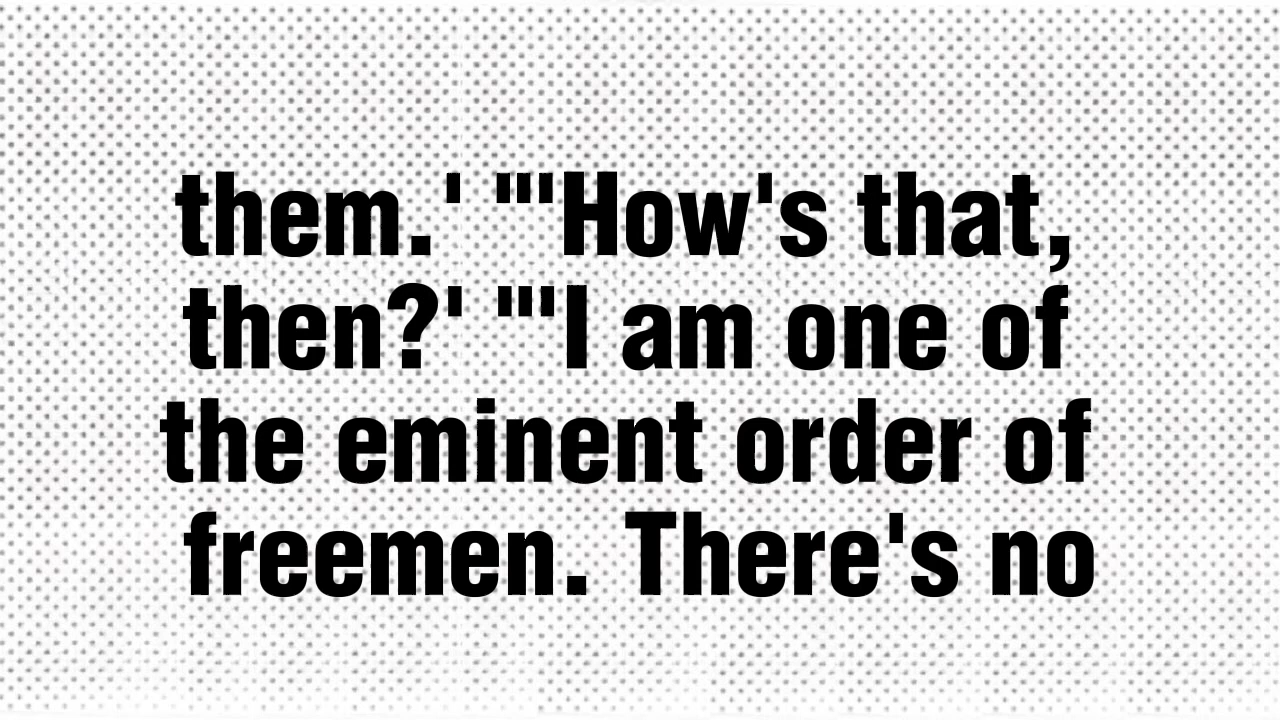 them.' "'How's that,
then?' "'I am one of
the eminent order of
freemen. There's no